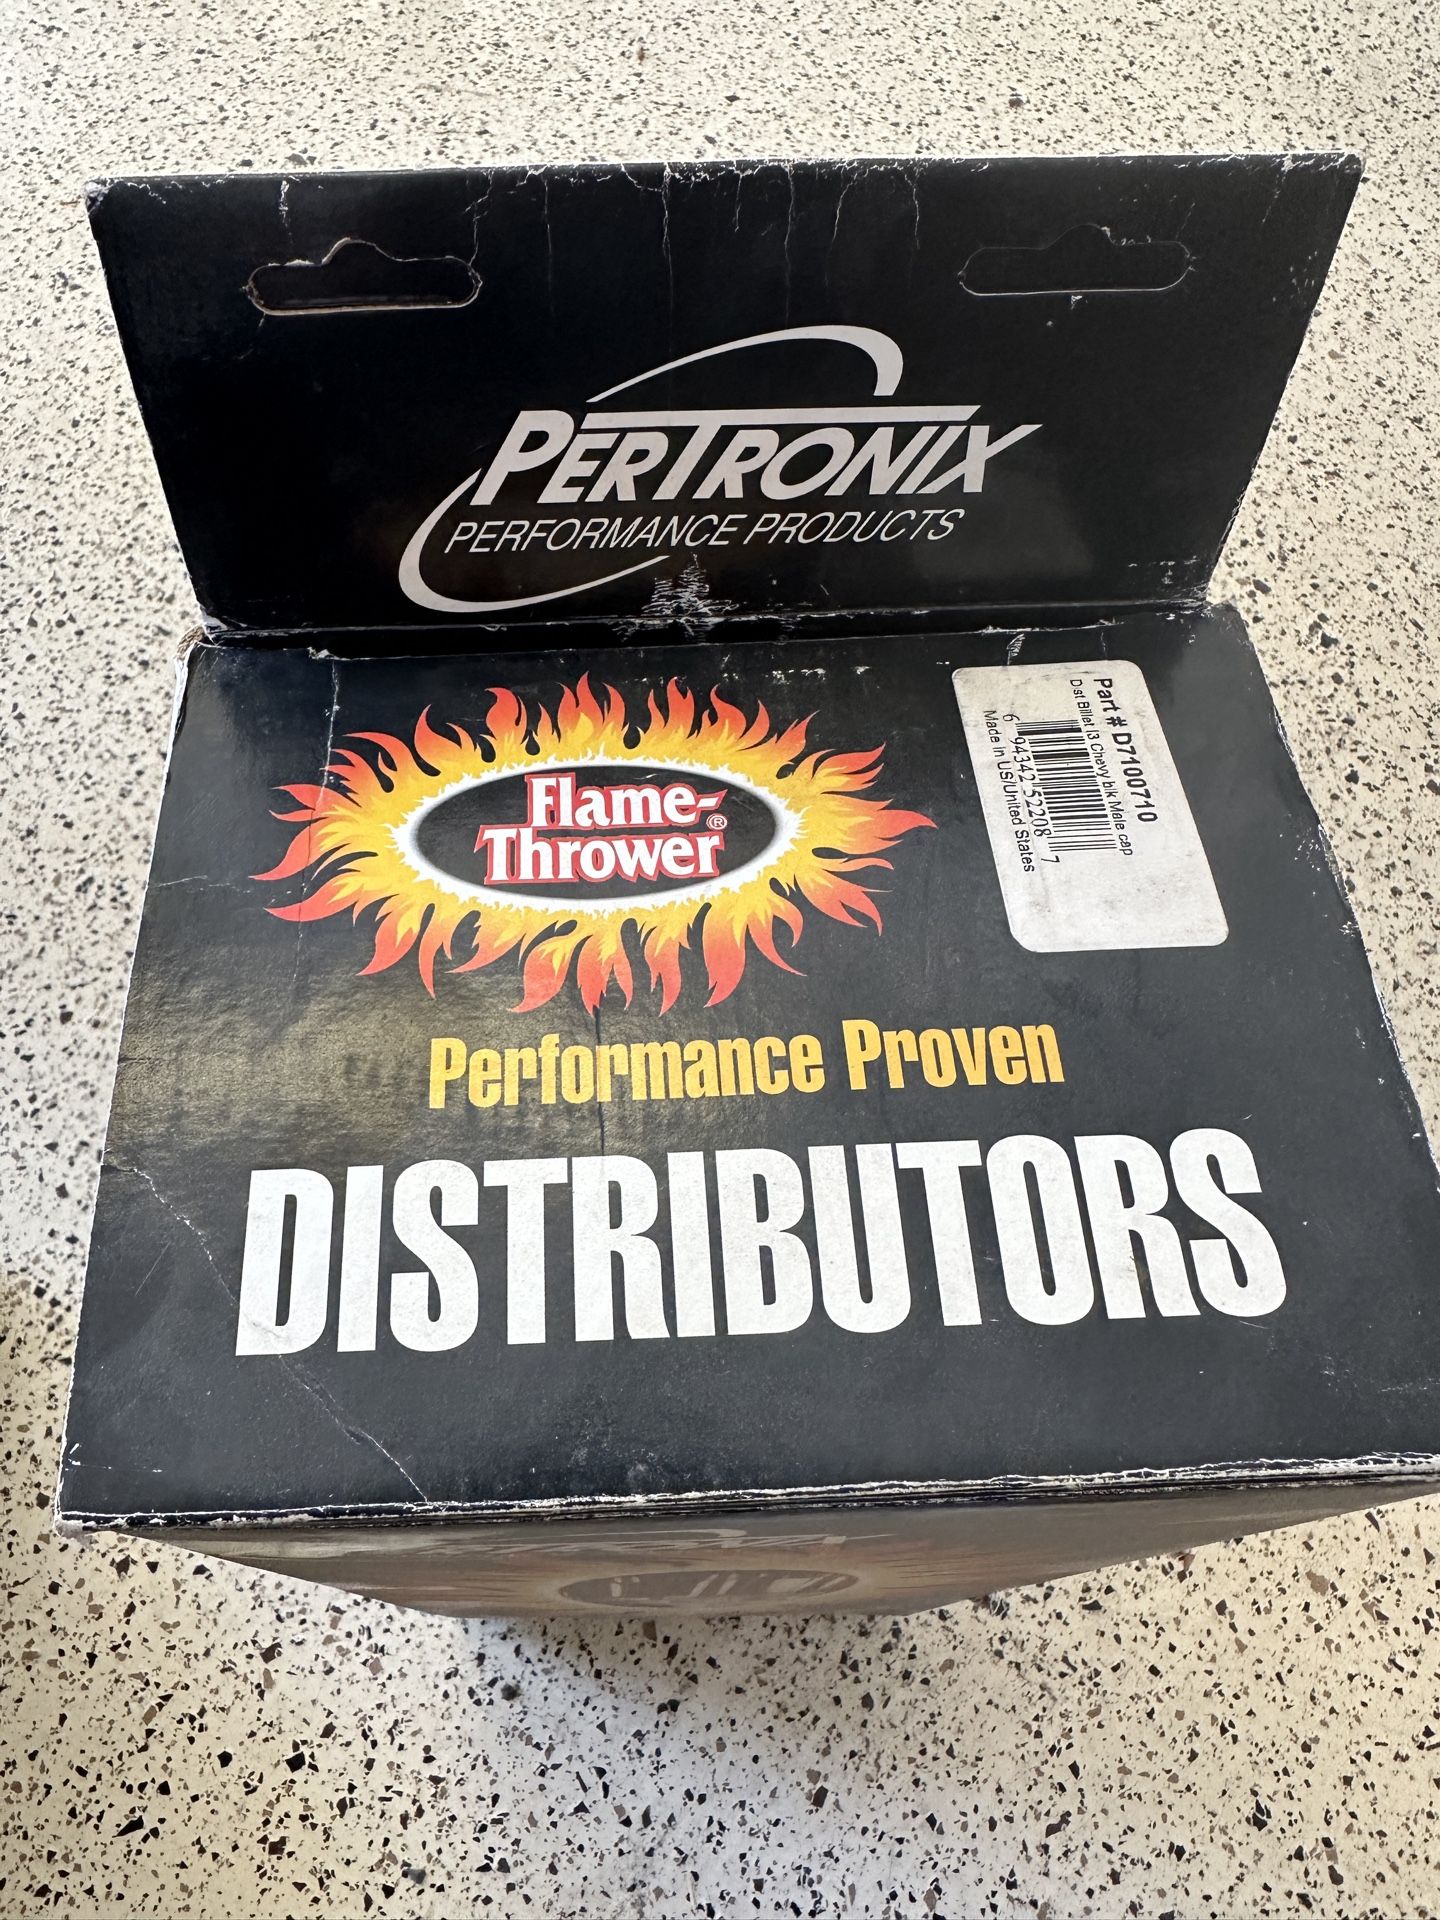 PERTRONIX
PERFORMANCE PRODUCTS
Flame-
Thrower®
Part # D7100710
Dist Billet I3 Chevy blk Male cap
6 94342 52208 7
Made in US/United States
Performance Proven
DISTRIBUTORS